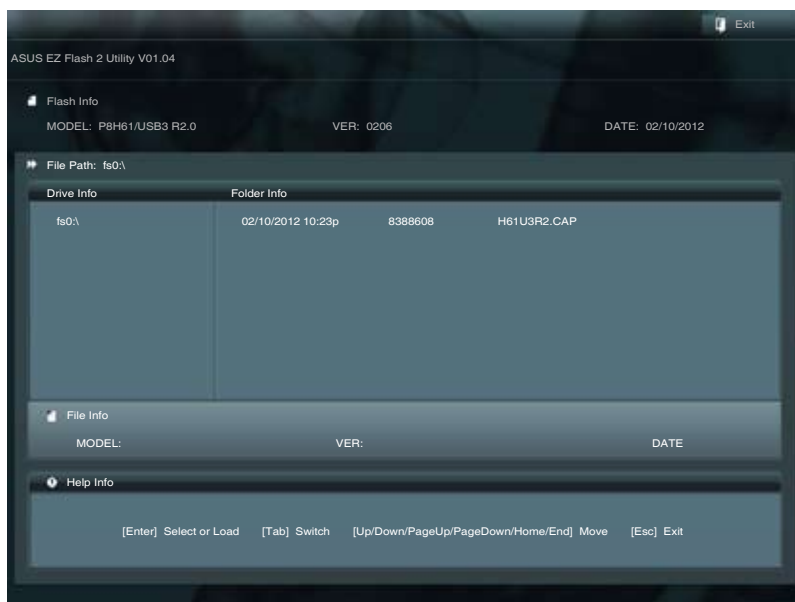 Exit
ASUS EZ Flash 2 Utility V01.04
Flash Info
MODEL: P8H61/USB3 R2.0 VER: 0206 DATE: 02/10/2012
File Path: fs0:\
Drive Info Folder Info
fs0:\ 02/10/2012 10:23p 8388608 H61U3R2.CAP
File Info
MODEL: VER: DATE
Help Info
[Enter] Select or Load [Tab] Switch [Up/Down/PageUp/PageDown/Home/End] Move [Esc] Exit